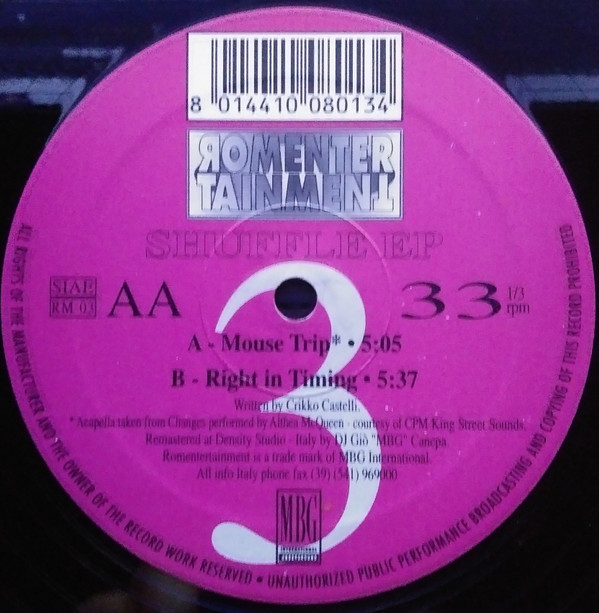 8 014410 080134
ROMENTER
TAINMENT
SHUFFLE EP
SIAE
RM 03
AA
33 1/3
rpm
3
A - Mouse Trip* • 5:05
B - Right in Timing • 5:37
Written by Crikko Castelli.
* Acapella taken from Changes performed by Althea McQueen - courtesy of CPM King Street Sounds.
Remastered at Density Studio - Italy by DJ Giò "MBG" Canepa.
Romentertainment is a trade mark of MBG International.
All info Italy phone fax (39) (541) 969000
MBG
INTERNATIONAL
ALL RIGHTS OF THE MANUFACTURER AND THE OWNER OF THE RECORD WORK RESERVED • UNAUTHORIZED PUBLIC PERFORMANCE BROADCASTING AND COPYING OF THIS RECORD PROHIBITED